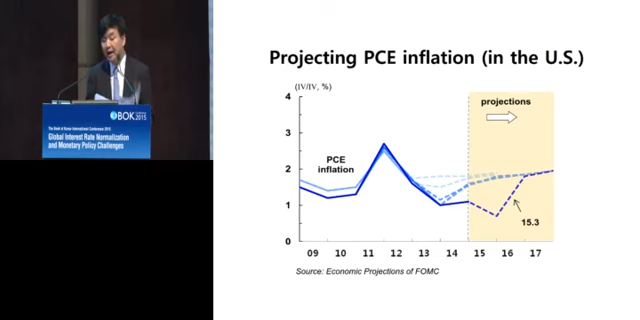 BOK
2015
The Bank of Korea International Conference 2015
Global Interest Rate Normalization
and Monetary Policy Challenges
Projecting PCE inflation (in the U.S.)
(IV/IV, %)
projections
PCE
inflation
15.3
4
3
2
1
0
09 10 11 12 13 14 15 16 17
Source: Economic Projections of FOMC